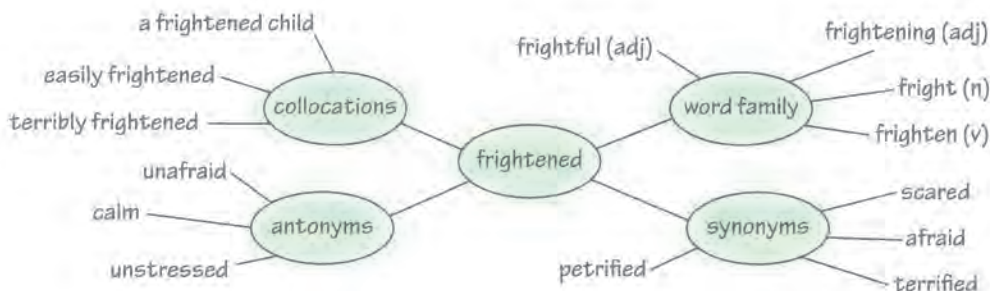 a frightened child
easily frightened
terribly frightened
collocations
frightful (adj)
frightening (adj)
fright (n)
frighten (v)
word family
frightened
unafraid
calm
unstressed
antonyms
synonyms
scared
afraid
terrified
petrified